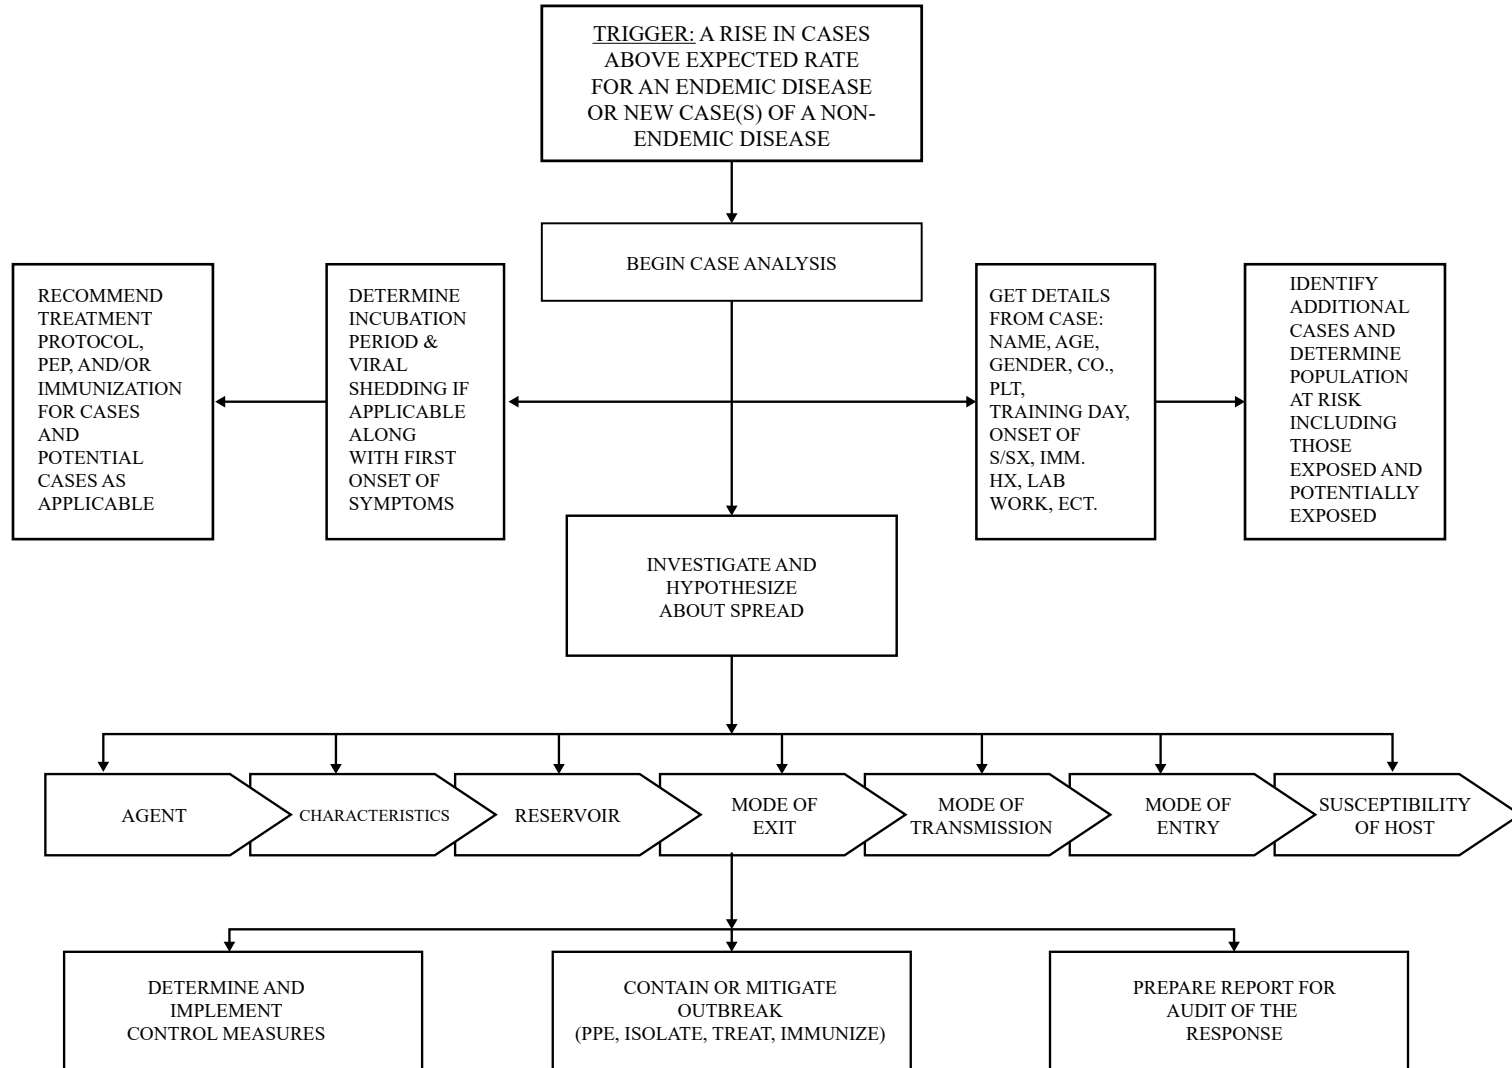 TRIGGER: A RISE IN CASES
ABOVE EXPECTED RATE
FOR AN ENDEMIC DISEASE
OR NEW CASE(S) OF A NON-
ENDEMIC DISEASE
BEGIN CASE ANALYSIS
RECOMMEND
TREATMENT
PROTOCOL,
PEP, AND/OR
IMMUNIZATION
FOR CASES
AND
POTENTIAL
CASES AS
APPLICABLE
DETERMINE
INCUBATION
PERIOD &
VIRAL
SHEDDING IF
APPLICABLE
ALONG
WITH FIRST
ONSET OF
SYMPTOMS
GET DETAILS
FROM CASE:
NAME, AGE,
GENDER, CO.,
PLT,
TRAINING DAY,
ONSET OF
S/SX, IMM.
HX, LAB
WORK, ECT.
IDENTIFY
ADDITIONAL
CASES AND
DETERMINE
POPULATION
AT RISK
INCLUDING
THOSE
EXPOSED AND
POTENTIALLY
EXPOSED
INVESTIGATE AND
HYPOTHESIZE
ABOUT SPREAD
AGENT
CHARACTERISTICS
RESERVOIR
MODE OF
EXIT
MODE OF
TRANSMISSION
MODE OF
ENTRY
SUSCEPTIBILITY
OF HOST
DETERMINE AND
IMPLEMENT
CONTROL MEASURES
CONTAIN OR MITIGATE
OUTBREAK
(PPE, ISOLATE, TREAT, IMMUNIZE)
PREPARE REPORT FOR
AUDIT OF THE
RESPONSE